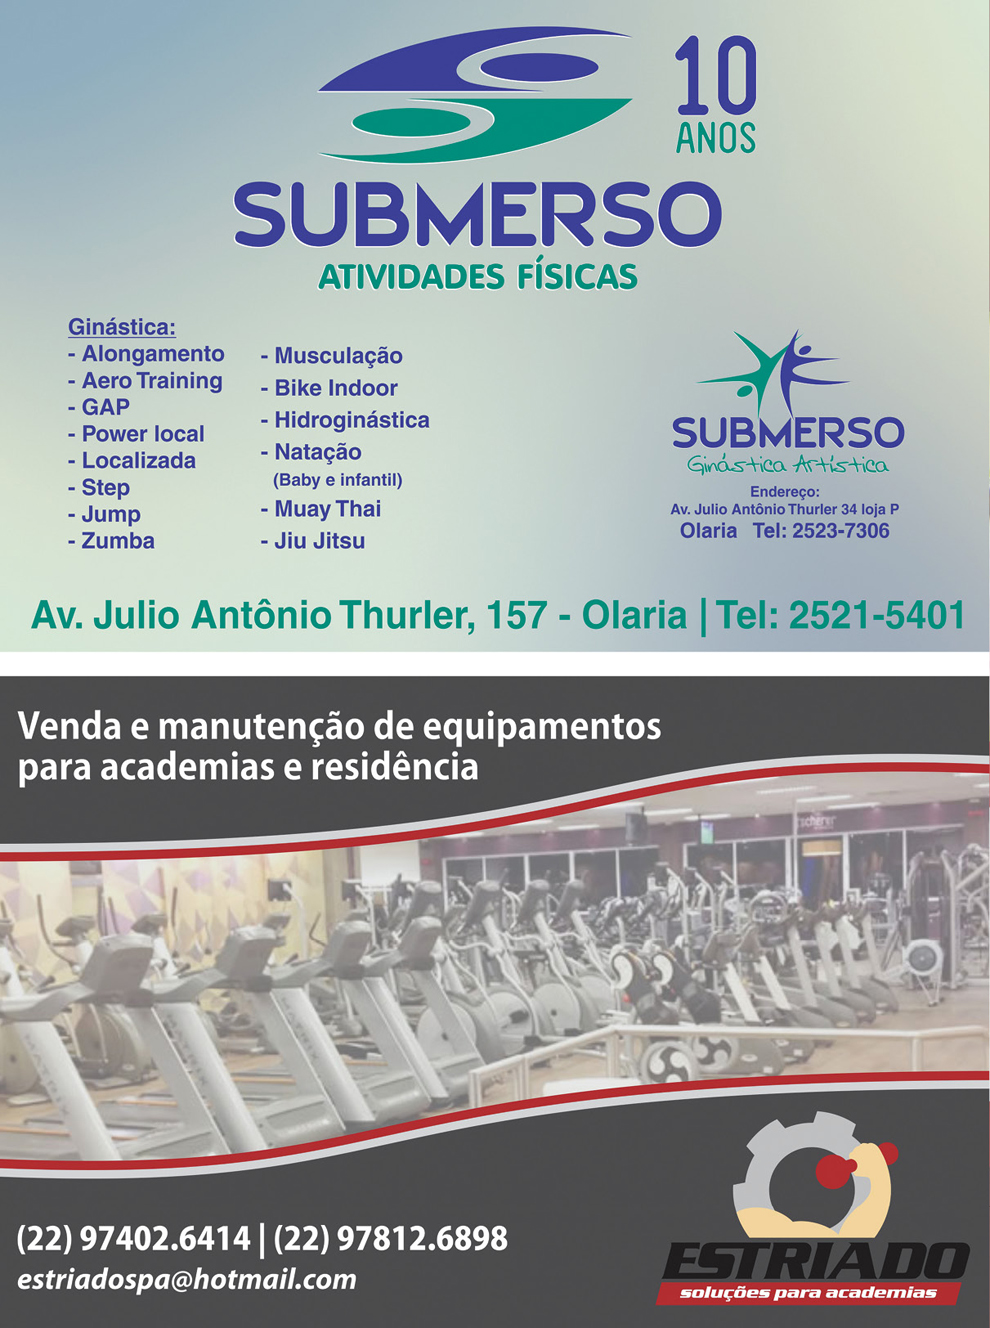 10
ANOS
SUBMERSO
ATIVIDADES FÍSICAS
Ginástica:
- Alongamento
- Aero Training
- GAP
- Power local
- Localizada
- Step
- Jump
- Zumba
- Musculação
- Bike Indoor
- Hidroginástica
- Natação
(Baby e infantil)
- Muay Thai
- Jiu Jitsu
SUBMERSO
Ginástica Artística
Endereço:
Av. Julio Antônio Thurler 34 loja P
Olaria Tel: 2523-7306
Av. Julio Antônio Thurler, 157 - Olaria | Tel: 2521-5401
Venda e manutenção de equipamentos
para academias e residência
scherer
(22) 97402.6414 | (22) 97812.6898
estriadospa@hotmail.com
ESTRIADO
soluções para academias